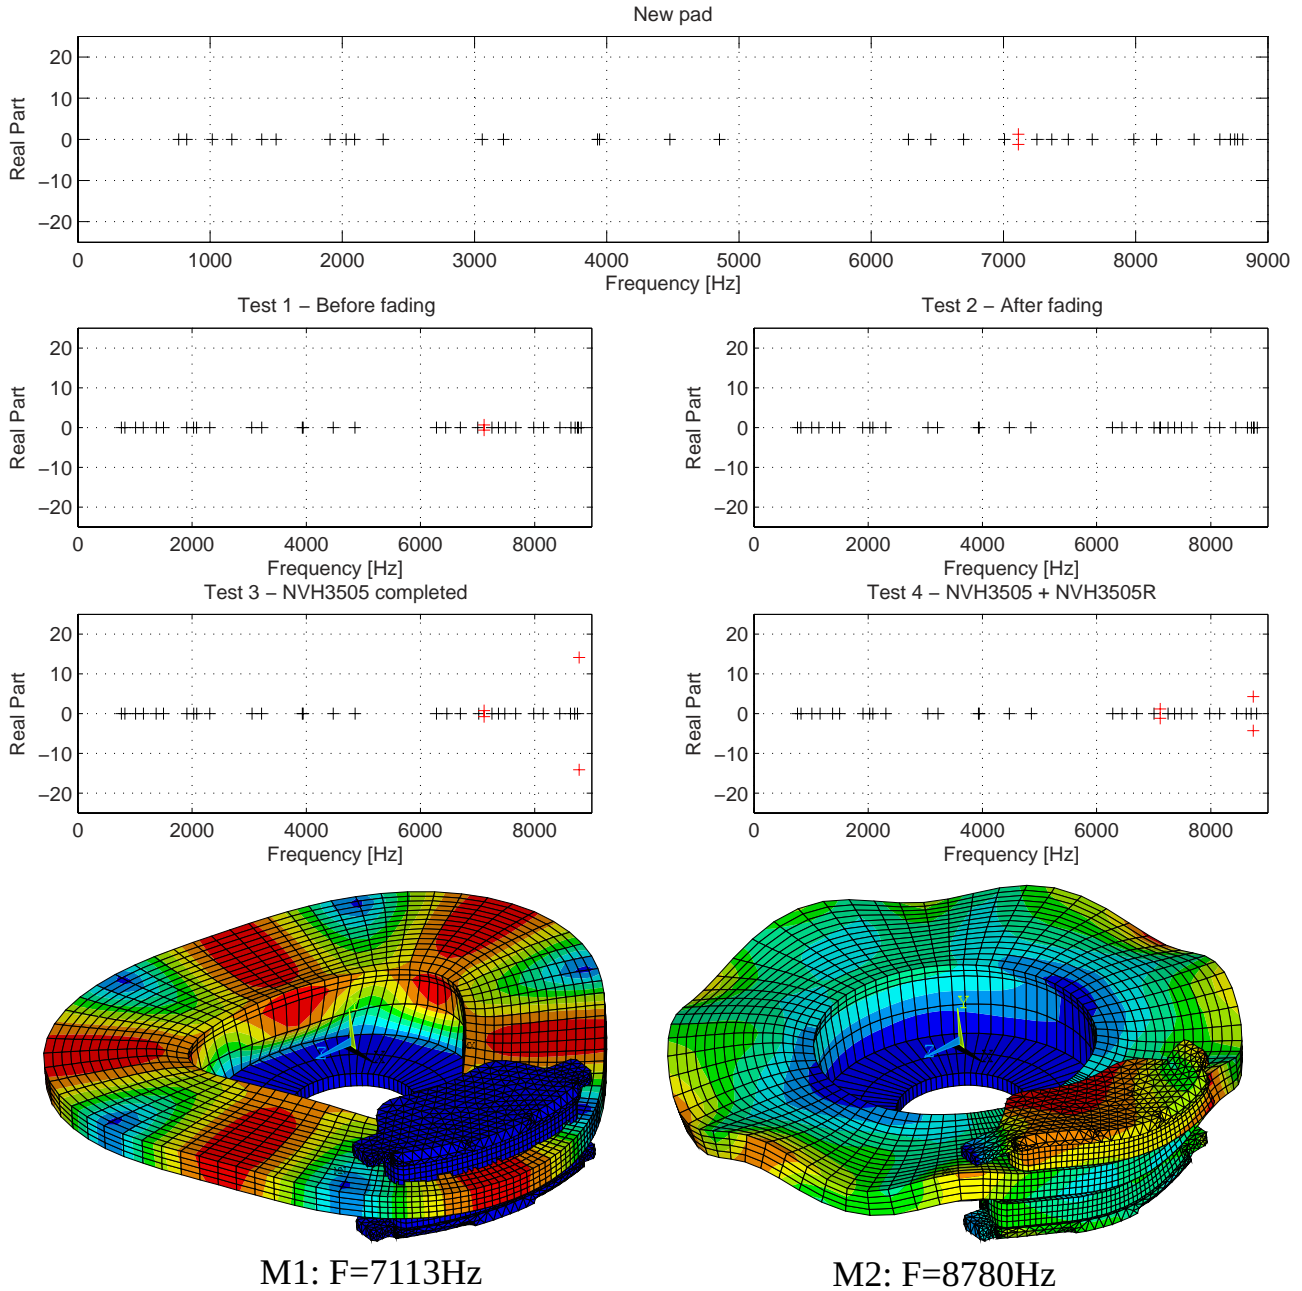 New pad
20
10
0
−10
−20
Real Part
0 1000 2000 3000 4000 5000 6000 7000 8000 9000
Frequency [Hz]
Test 1 − Before fading
20
10
0
−10
−20
Real Part
0 2000 4000 6000 8000
Frequency [Hz]
Test 2 − After fading
20
10
0
−10
−20
Real Part
0 2000 4000 6000 8000
Frequency [Hz]
Test 3 − NVH3505 completed
20
10
0
−10
−20
Real Part
0 2000 4000 6000 8000
Frequency [Hz]
Test 4 − NVH3505 + NVH3505R
20
10
0
−10
−20
Real Part
0 2000 4000 6000 8000
Frequency [Hz]
Z
Y
Z
M1: F=7113Hz
M2: F=8780Hz